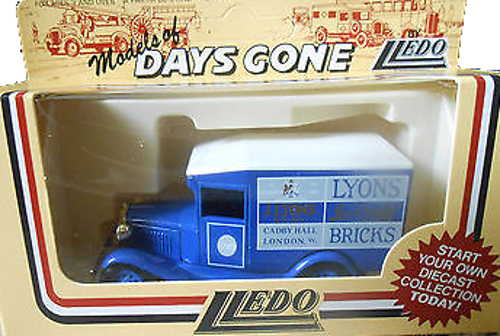 Models of DAYS GONE
LLEDO
LYONS
CADBY HALL
LONDON, W.
BRICKS
LLEDO
START
YOUR OWN
DIECAST
COLLECTION
TODAY!